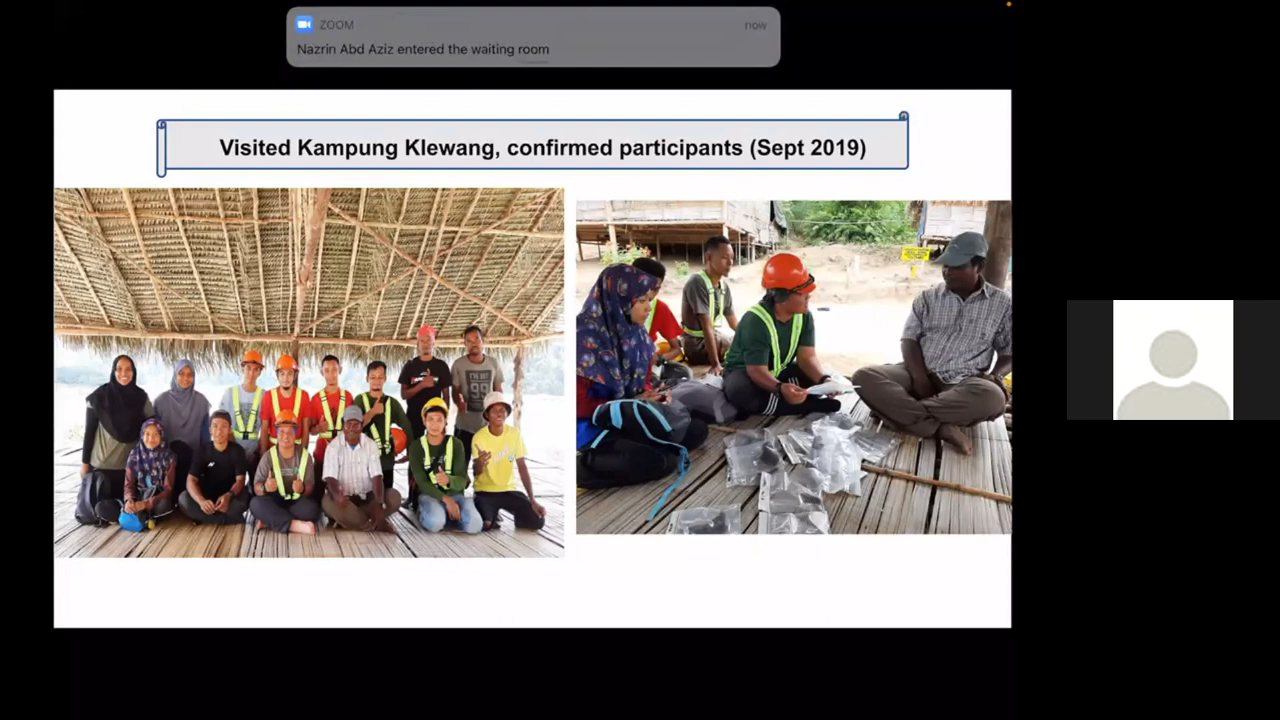 ZOOM
now
Nazrin Abd Aziz entered the waiting room
Visited Kampung Klewang, confirmed participants (Sept 2019)